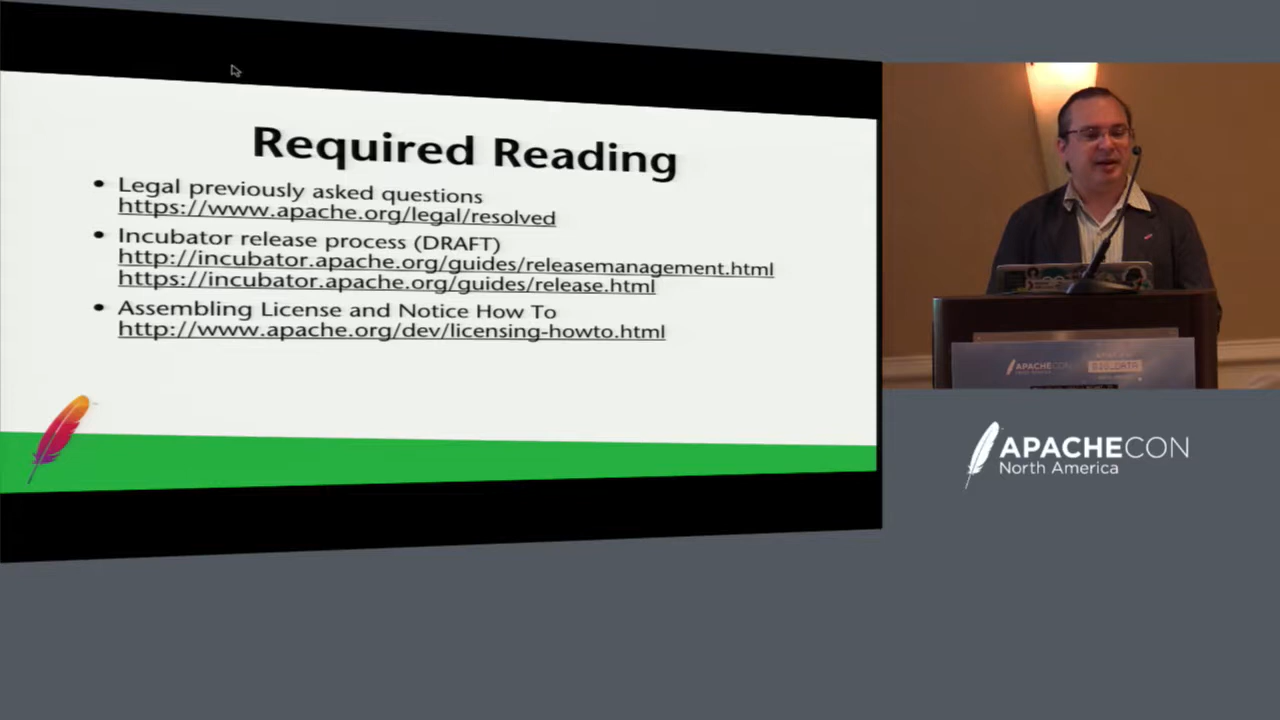 Required Reading
• Legal previously asked questions
https://www.apache.org/legal/resolved
• Incubator release process (DRAFT)
http://incubator.apache.org/guides/releasemanagement.html
https://incubator.apache.org/guides/release.html
• Assembling License and Notice How To
http://www.apache.org/dev/licensing-howto.html
APACHECON
BIG_DATA
APACHECON
North America